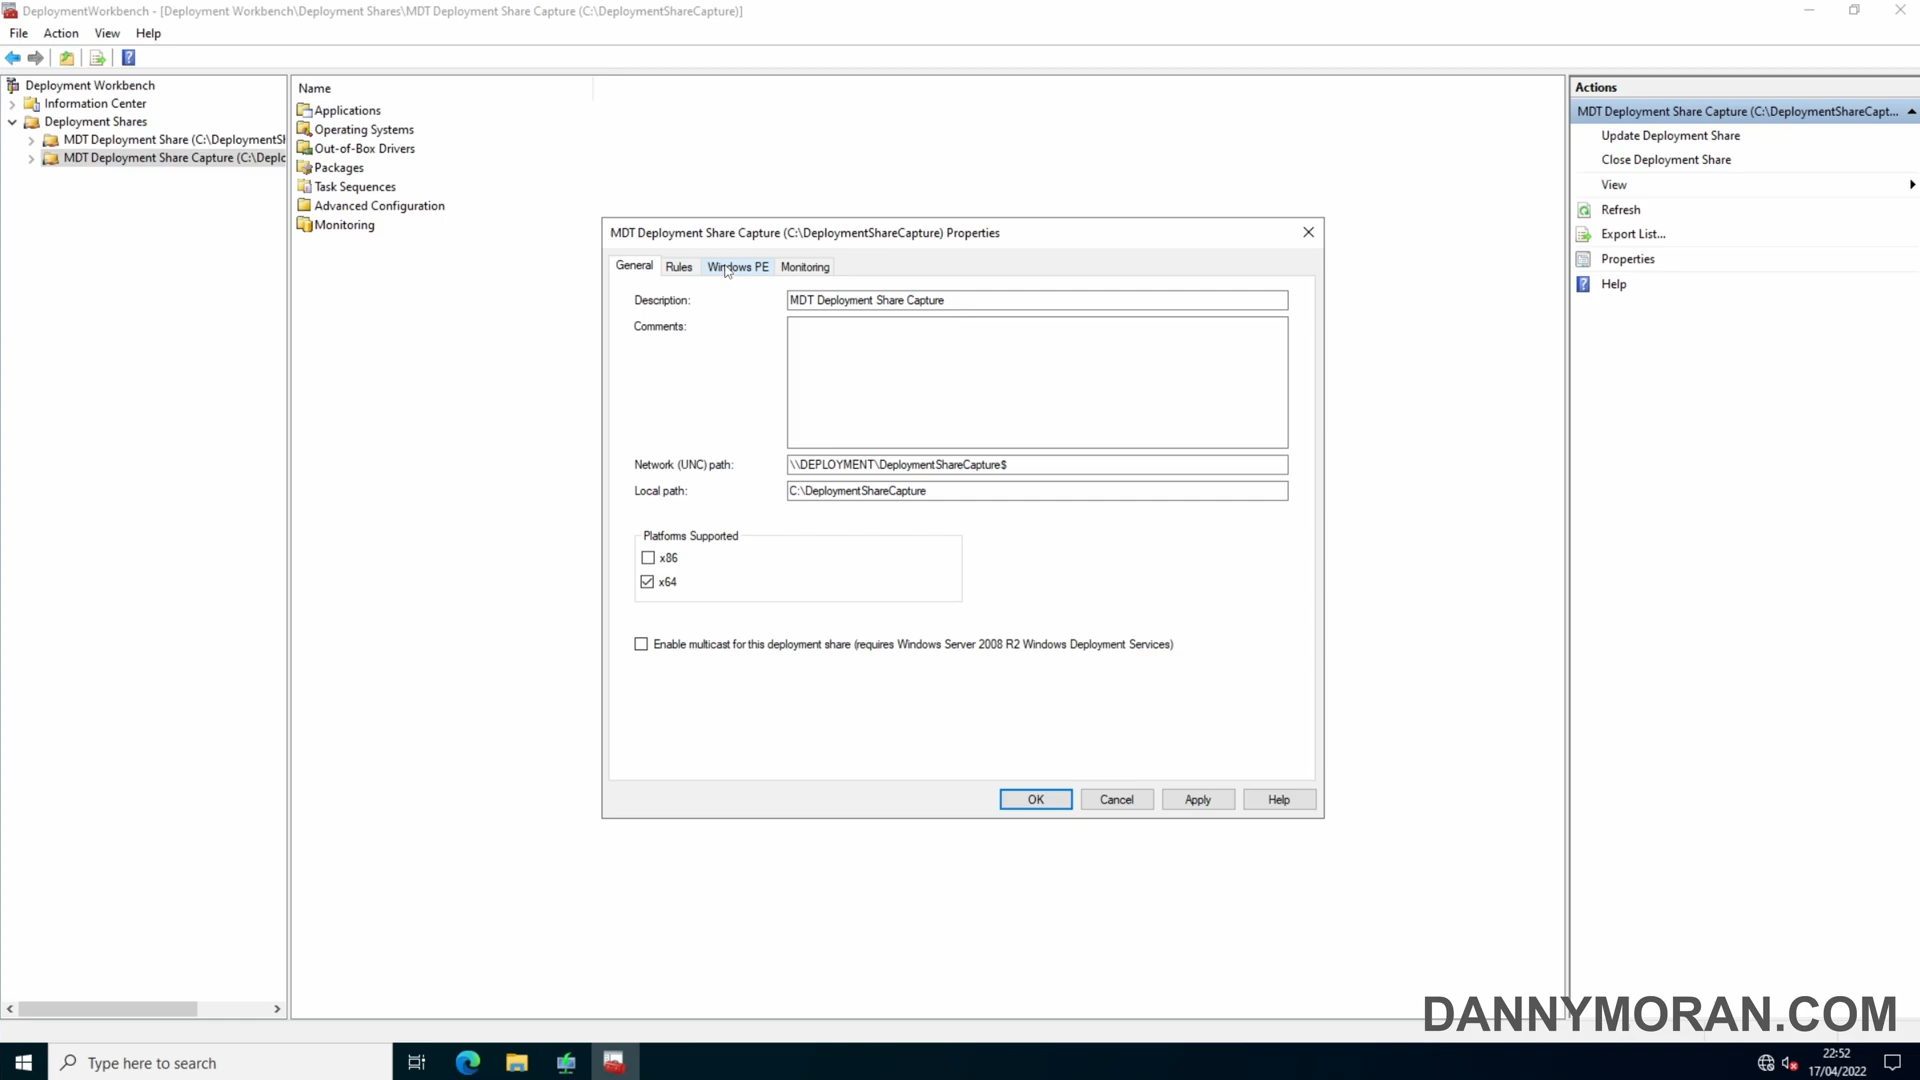 DeploymentWorkbench - [Deployment Workbench\Deployment Shares\MDT Deployment Share Capture (C:\DeploymentShareCapture)]
File Action View Help
Deployment Workbench
Information Center
Deployment Shares
MDT Deployment Share (C:\DeploymentSh
MDT Deployment Share Capture (C:\Deplo
Name
Applications
Operating Systems
Out-of-Box Drivers
Packages
Task Sequences
Advanced Configuration
Monitoring
MDT Deployment Share Capture (C:\DeploymentShareCapture) Properties
General Rules Windows PE Monitoring
Description: MDT Deployment Share Capture
Comments:
Network (UNC) path: \\DEPLOYMENT\DeploymentShareCapture$
Local path: C:\DeploymentShareCapture
Platforms Supported
x86
x64
Enable multicast for this deployment share (requires Windows Server 2008 R2 Windows Deployment Services)
OK Cancel Apply Help
Actions
MDT Deployment Share Capture (C:\DeploymentShareCapt...
Update Deployment Share
Close Deployment Share
View
Refresh
Export List...
Properties
Help
DANNYMORAN.COM
Type here to search
22:52
17/04/2022